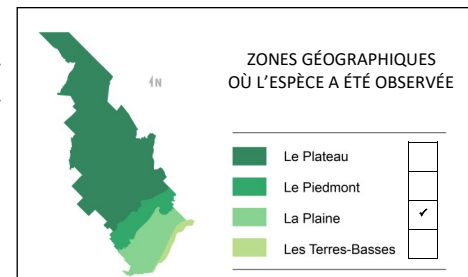 ZONES GÉOGRAPHIQUES
OÙ L'ESPÈCE A ÉTÉ OBSERVÉE
N
Le Plateau
Le Piedmont
La Plaine ✓
Les Terres-Basses